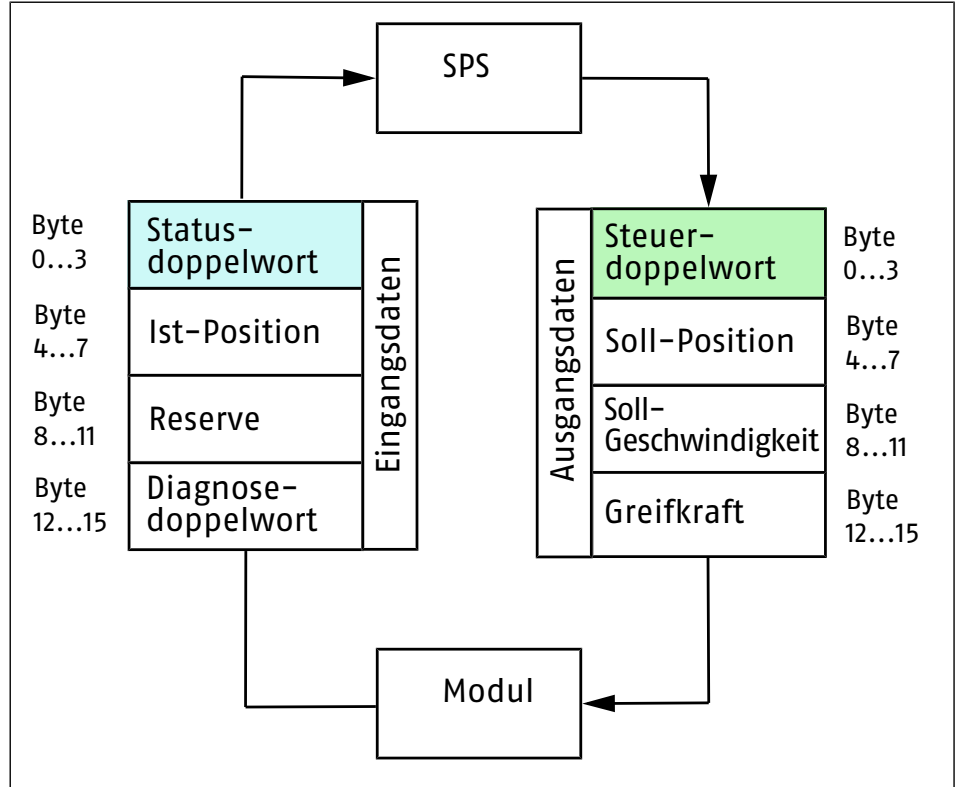 SPS
Byte
0...3
Status-
doppelwort
Byte
4...7
Ist-Position
Byte
8...11
Reserve
Byte
12...15
Diagnose-
doppelwort
Eingangsdaten
Ausgangsdaten
Steuer-
doppelwort
Byte
0...3
Soll-Position
Byte
4...7
Soll-
Geschwindigkeit
Byte
8...11
Greifkraft
Byte
12...15
Modul